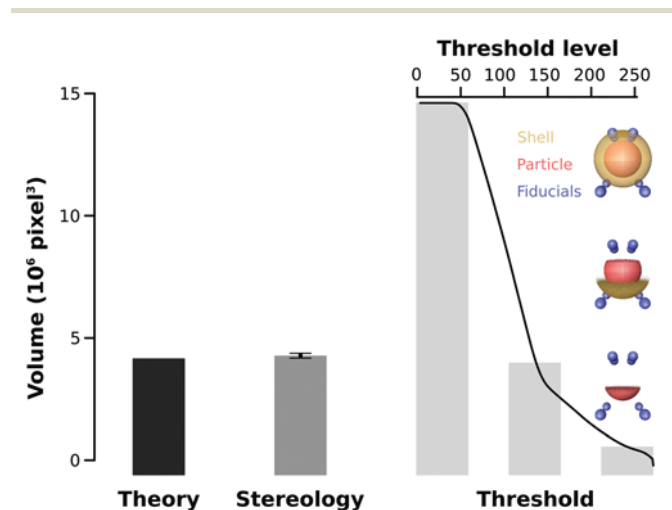 Threshold level
0 50 100 150 200 250
15
10
5
0
Volume (10⁶ pixel³)
Shell
Particle
Fiducials
Theory Stereology Threshold